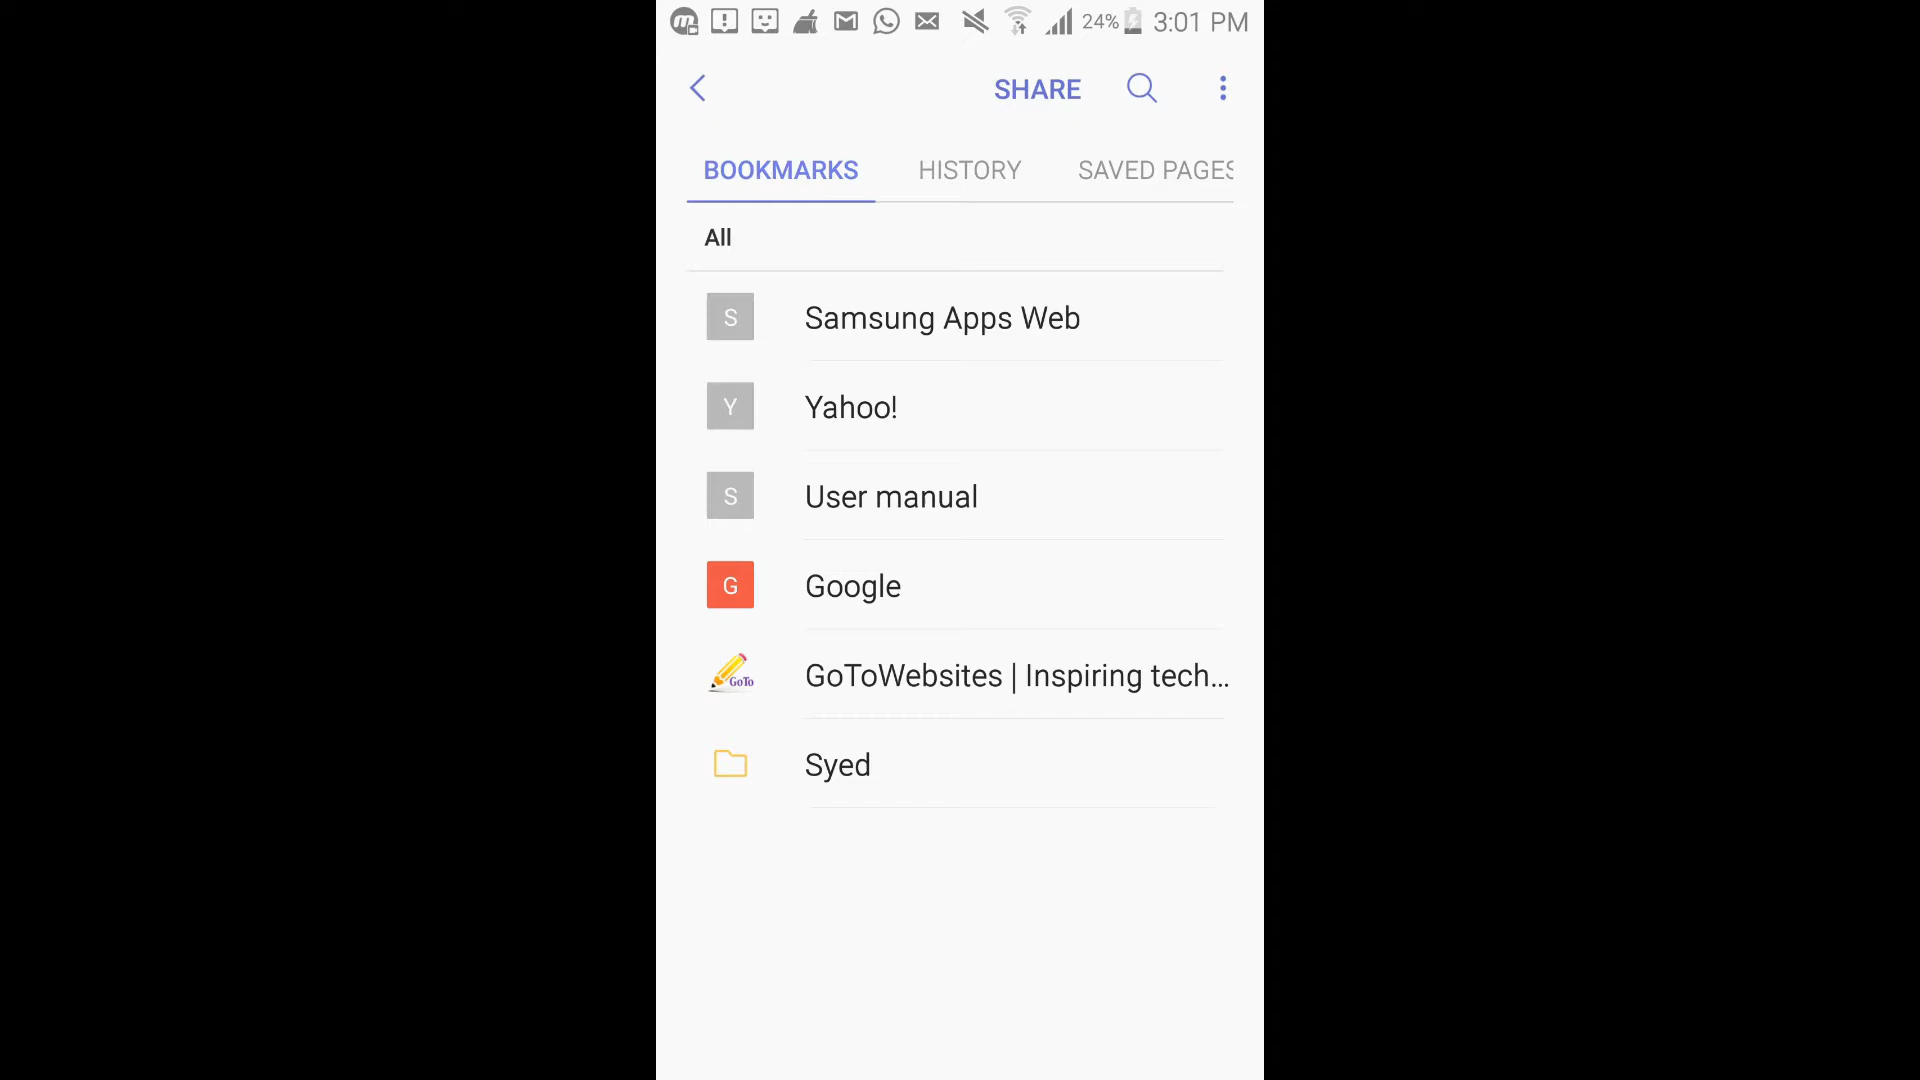 24% 3:01 PM
SHARE
BOOKMARKS HISTORY SAVED PAGES
All
S Samsung Apps Web
Y Yahoo!
S User manual
G Google
GoTo GoToWebsites | Inspiring tech...
Syed